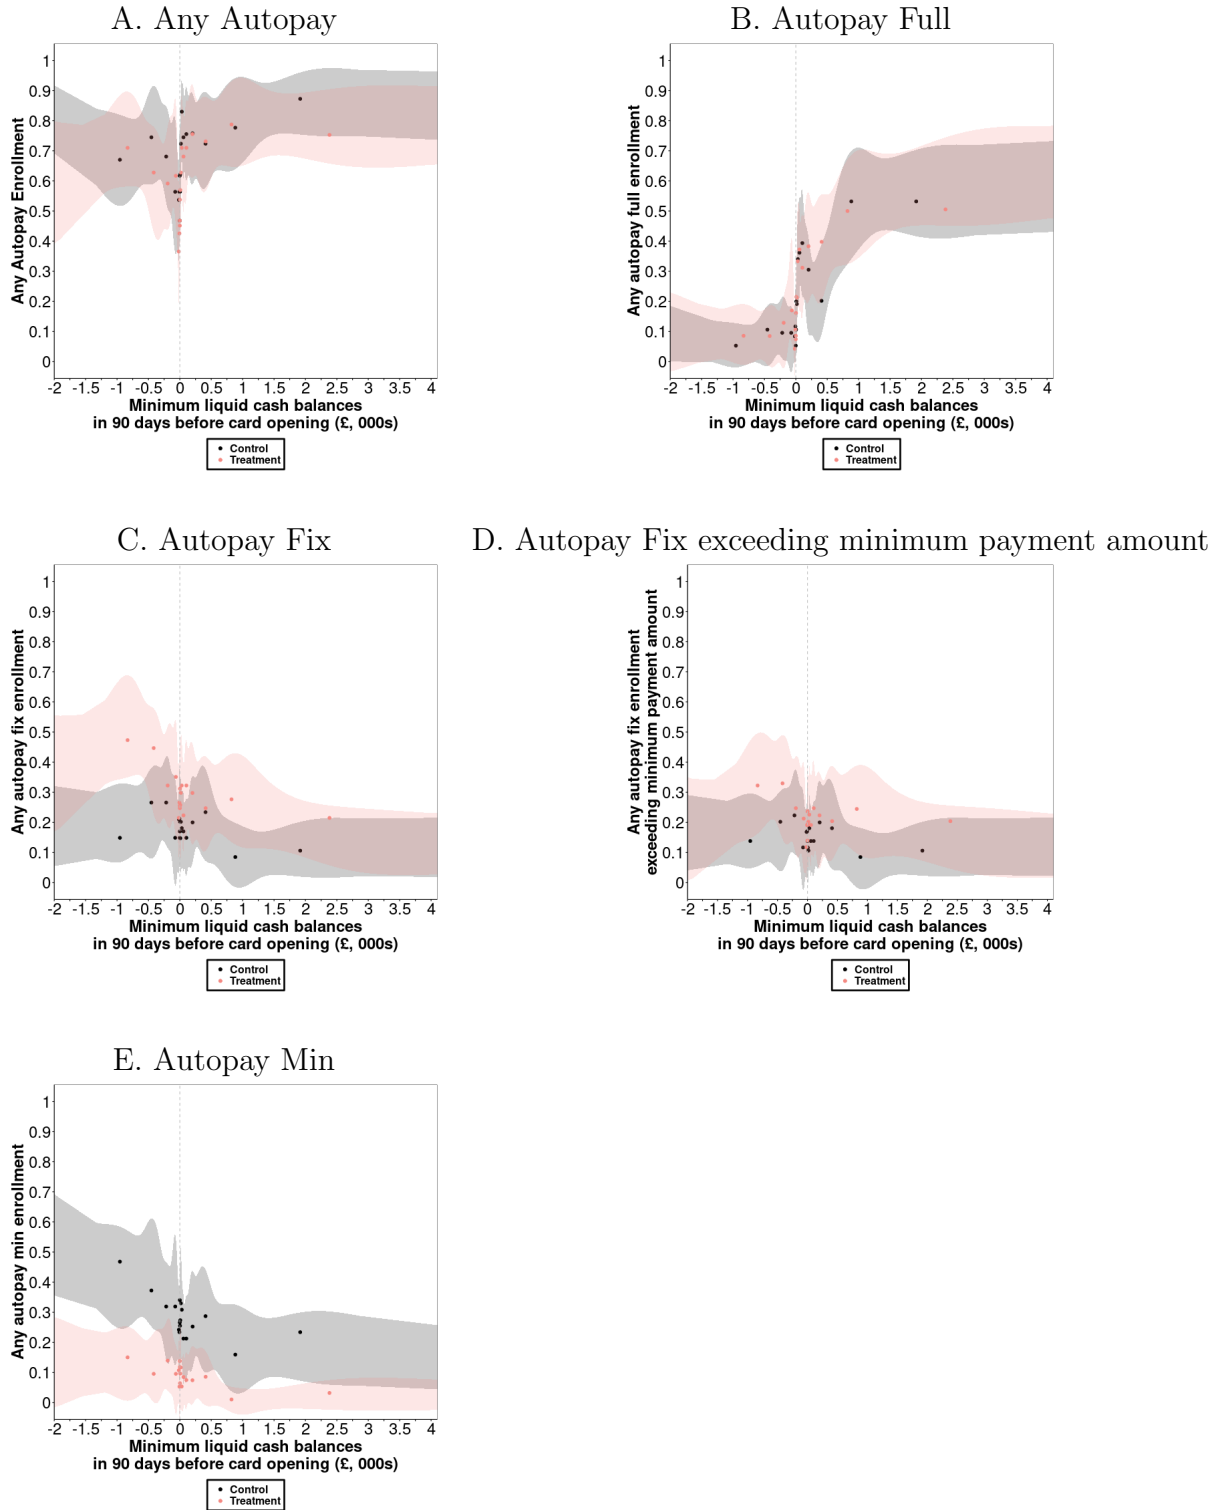 A. Any Autopay
Any Autopay Enrollment
1
0.9
0.8
0.7
0.6
0.5
0.4
0.3
0.2
0.1
0
-2 -1.5 -1 -0.5 0 0.5 1 1.5 2 2.5 3 3.5 4
Minimum liquid cash balances
in 90 days before card opening (£, 000s)
Control
Treatment
B. Autopay Full
Any autopay full enrollment
1
0.9
0.8
0.7
0.6
0.5
0.4
0.3
0.2
0.1
0
-2 -1.5 -1 -0.5 0 0.5 1 1.5 2 2.5 3 3.5 4
Minimum liquid cash balances
in 90 days before card opening (£, 000s)
Control
Treatment
C. Autopay Fix
Any autopay fix enrollment
1
0.9
0.8
0.7
0.6
0.5
0.4
0.3
0.2
0.1
0
-2 -1.5 -1 -0.5 0 0.5 1 1.5 2 2.5 3 3.5 4
Minimum liquid cash balances
in 90 days before card opening (£, 000s)
Control
Treatment
D. Autopay Fix exceeding minimum payment amount
Any autopay fix enrollment
exceeding minimum payment amount
1
0.9
0.8
0.7
0.6
0.5
0.4
0.3
0.2
0.1
0
-2 -1.5 -1 -0.5 0 0.5 1 1.5 2 2.5 3 3.5 4
Minimum liquid cash balances
in 90 days before card opening (£, 000s)
Control
Treatment
E. Autopay Min
Any autopay min enrollment
1
0.9
0.8
0.7
0.6
0.5
0.4
0.3
0.2
0.1
0
-2 -1.5 -1 -0.5 0 0.5 1 1.5 2 2.5 3 3.5 4
Minimum liquid cash balances
in 90 days before card opening (£, 000s)
Control
Treatment